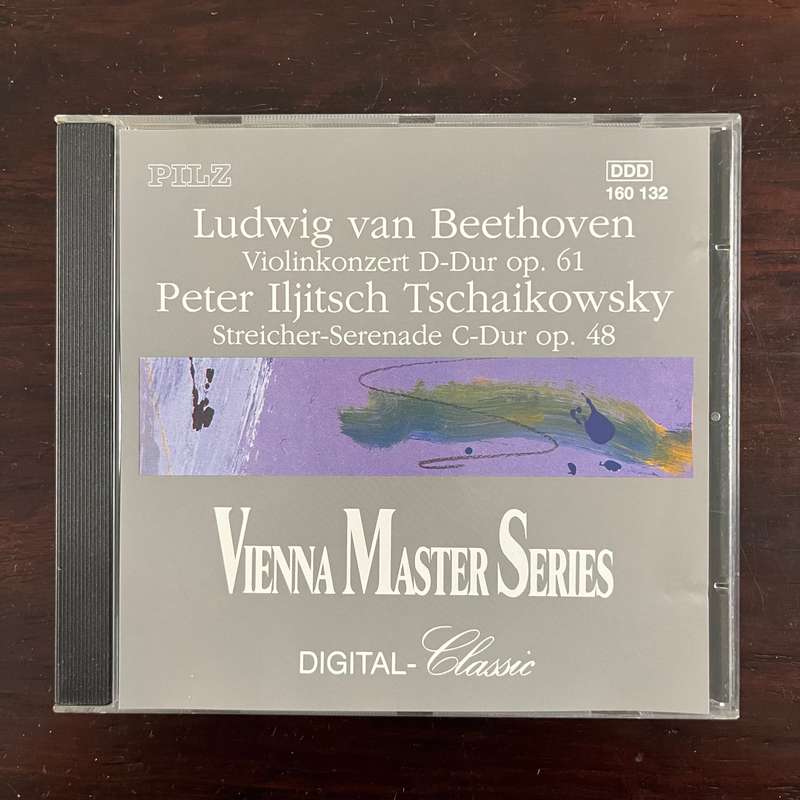 PILZ
DDD
160 132
Ludwig van Beethoven
Violinkonzert D-Dur op. 61
Peter Iljitsch Tschaikowsky
Streicher-Serenade C-Dur op. 48
VIENNA MASTER SERIES
DIGITAL-Classic